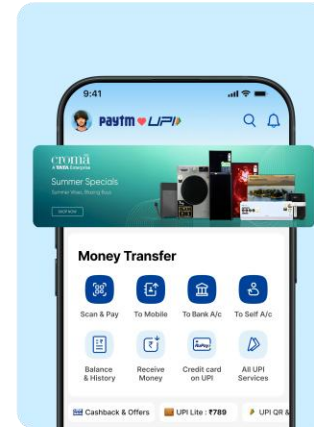 9:41
paytm UPI
cromā
A TATA Enterprise
Summer Specials
SHOP NOW
Money Transfer
Scan & Pay To Mobile To Bank A/c To Self A/c
Balance Receive Credit card All UPI
& History Money on UPI Services
Cashback & Offers UPI Lite : ₹789 UPI QR &